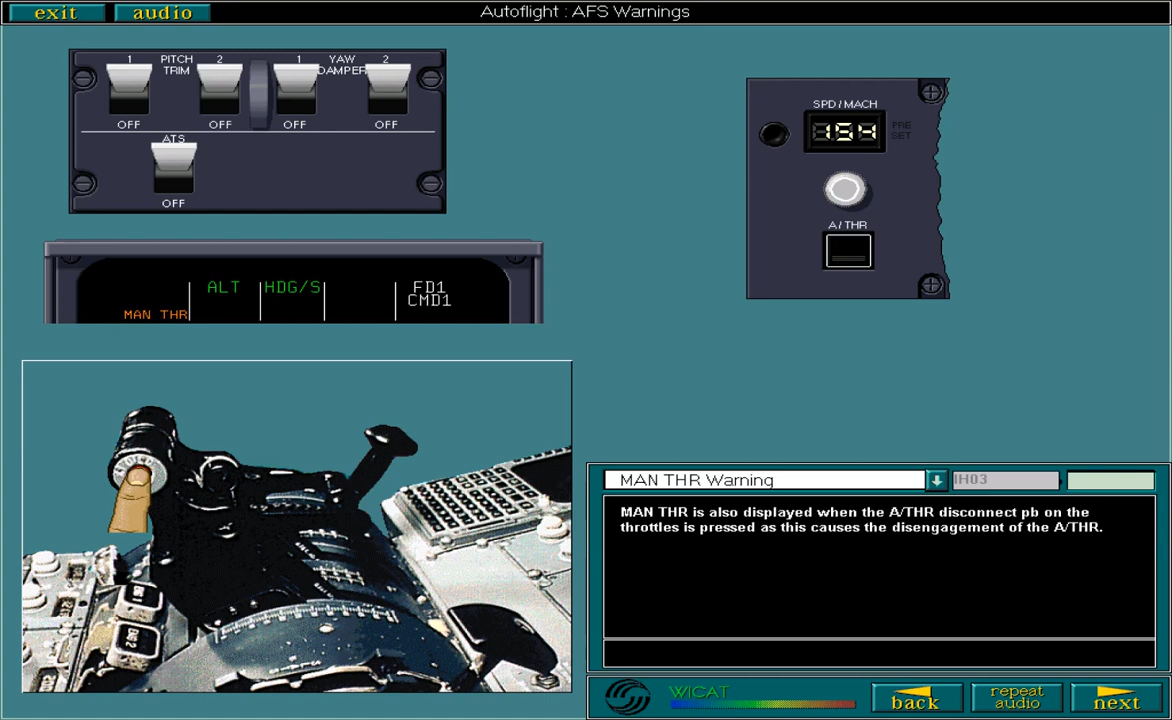 exit
audio
Autoflight : AFS Warnings
1 PITCH TRIM 2
1 YAW DAMPER 2
OFF OFF OFF OFF
ATS
OFF
SPD / MACH
154
PRE SET
A / THR
ALT HDG/S FD1
CMD1
MAN THR
MAN THR Warning
IH03
MAN THR is also displayed when the A/THR disconnect pb on the
throttles is pressed as this causes the disengagement of the A/THR.
WICAT
back
repeat audio
next